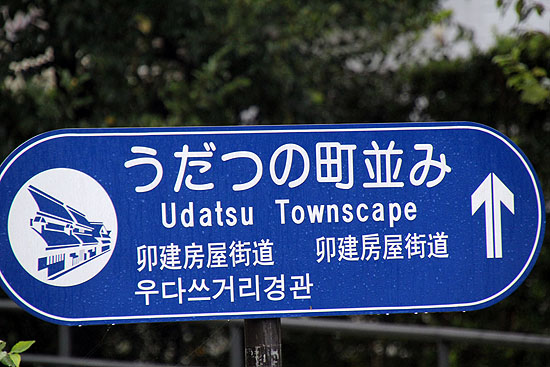 うだつの町並み
Udatsu Townscape
卯建房屋街道 卯建房屋街道
우다쓰거리경관